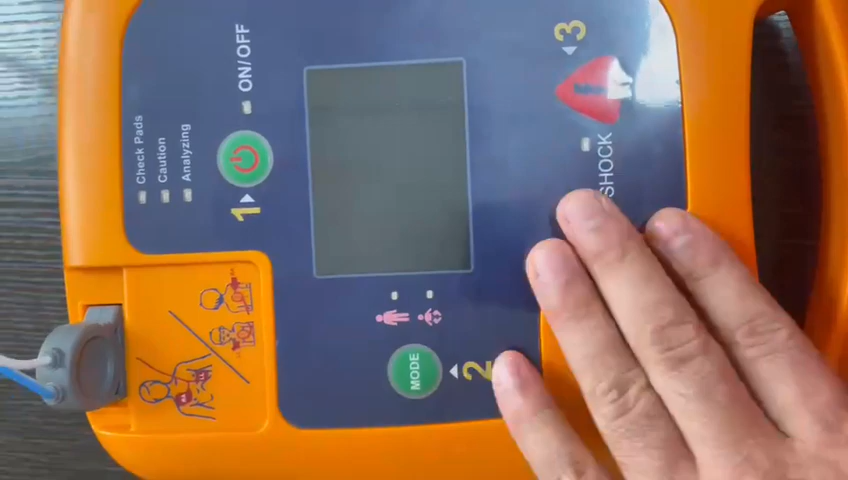 Check Pads
Caution
Analyzing
ON/OFF
1
MODE
2
3
SHOCK